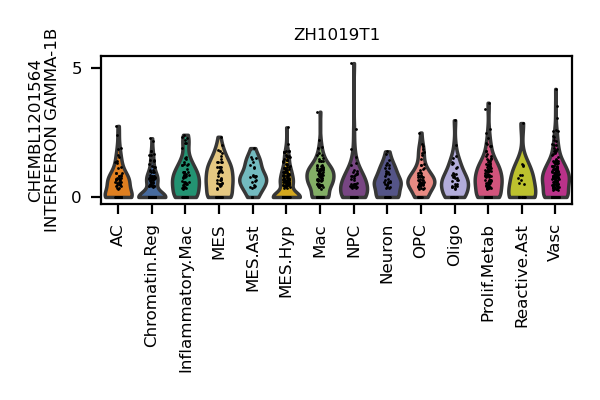 ZH1019T1
CHEMBL1201564
INTERFERON GAMMA-1B
5
0
AC
Chromatin.Reg
Inflammatory.Mac
MES
MES.Ast
MES.Hyp
Mac
NPC
Neuron
OPC
Oligo
Prolif.Metab
Reactive.Ast
Vasc